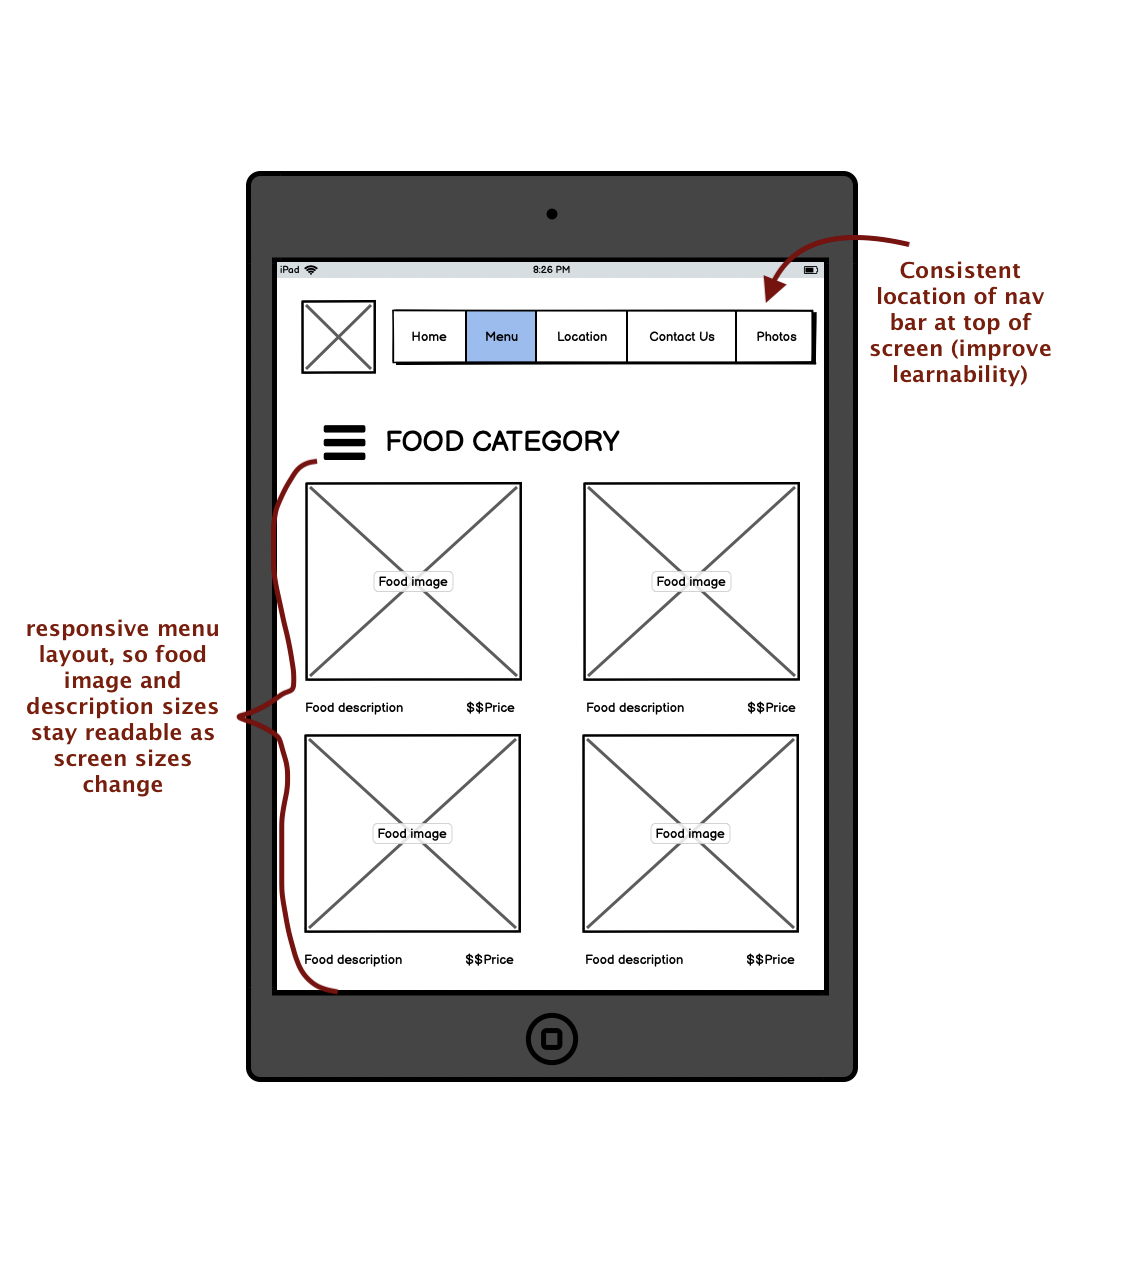 iPad 8:26 PM
Home Menu Location Contact Us Photos
Consistent
location of nav
bar at top of
screen (improve
learnability)
FOOD CATEGORY
Food image Food image
responsive menu
layout, so food
image and
description sizes
stay readable as
screen sizes
change
Food description $$Price Food description $$Price
Food image Food image
Food description $$Price Food description $$Price